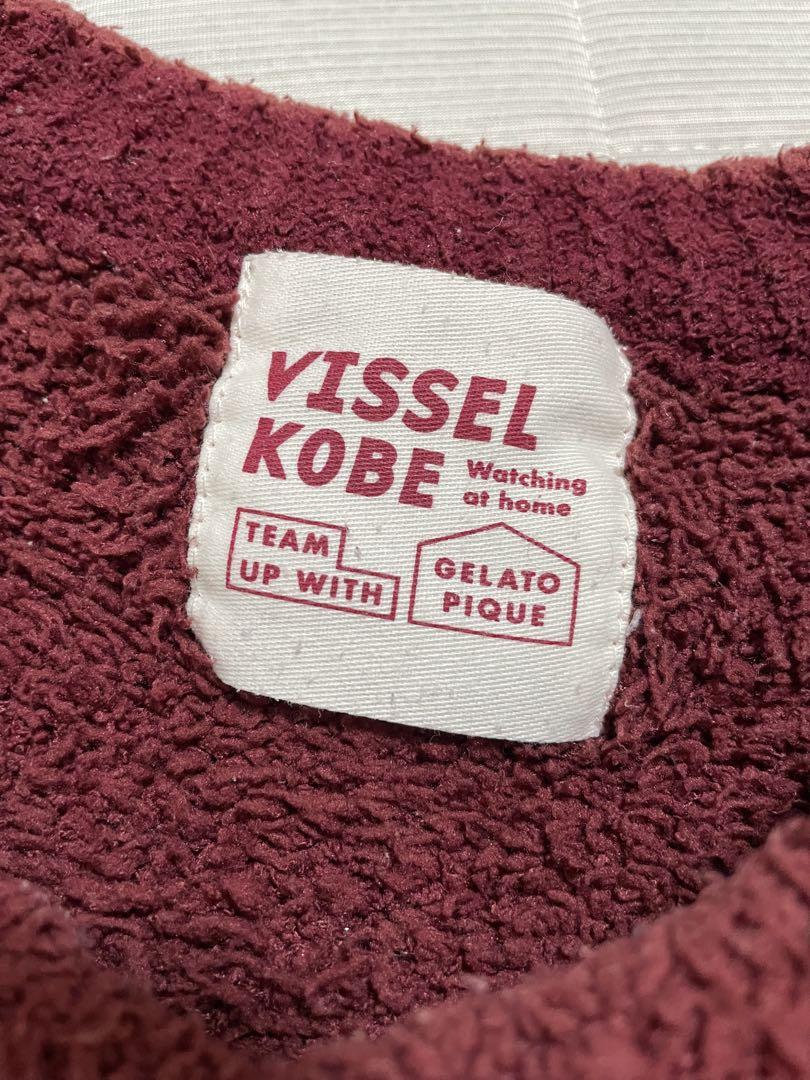 VISSEL
KOBE
Watching
at home
TEAM
UP WITH
GELATO
PIQUE